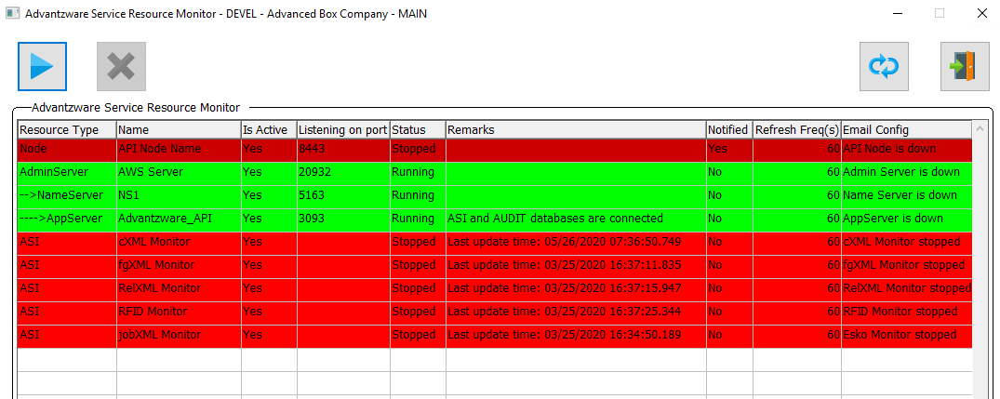 Advantzware Service Resource Monitor - DEVEL - Advanced Box Company - MAIN
Advantzware Service Resource Monitor
Resource Type Name Is Active Listening on port Status Remarks Notified Refresh Freq(s) Email Config
Node API Node Name Yes 8443 Stopped Yes 60 API Node is down
AdminServer AWS Server Yes 20932 Running No 60 Admin Server is down
-->NameServer NS1 Yes 5163 Running No 60 Name Server is down
---->AppServer Advantzware_API Yes 3093 Running ASI and AUDIT databases are connected No 60 AppServer is down
ASI cXML Monitor Yes Stopped Last update time: 05/26/2020 07:36:50.749 No 60 cXML Monitor stopped
ASI fgXML Monitor Yes Stopped Last update time: 03/25/2020 16:37:11.835 No 60 fgXML Monitor stopped
ASI RelXML Monitor Yes Stopped Last update time: 03/25/2020 16:37:15.947 No 60 RelXML Monitor stopped
ASI RFID Monitor Yes Stopped Last update time: 03/25/2020 16:37:25.344 No 60 RFID Monitor stopped
ASI jobXML Monitor Yes Stopped Last update time: 03/25/2020 16:34:50.189 No 60 Esko Monitor stopped